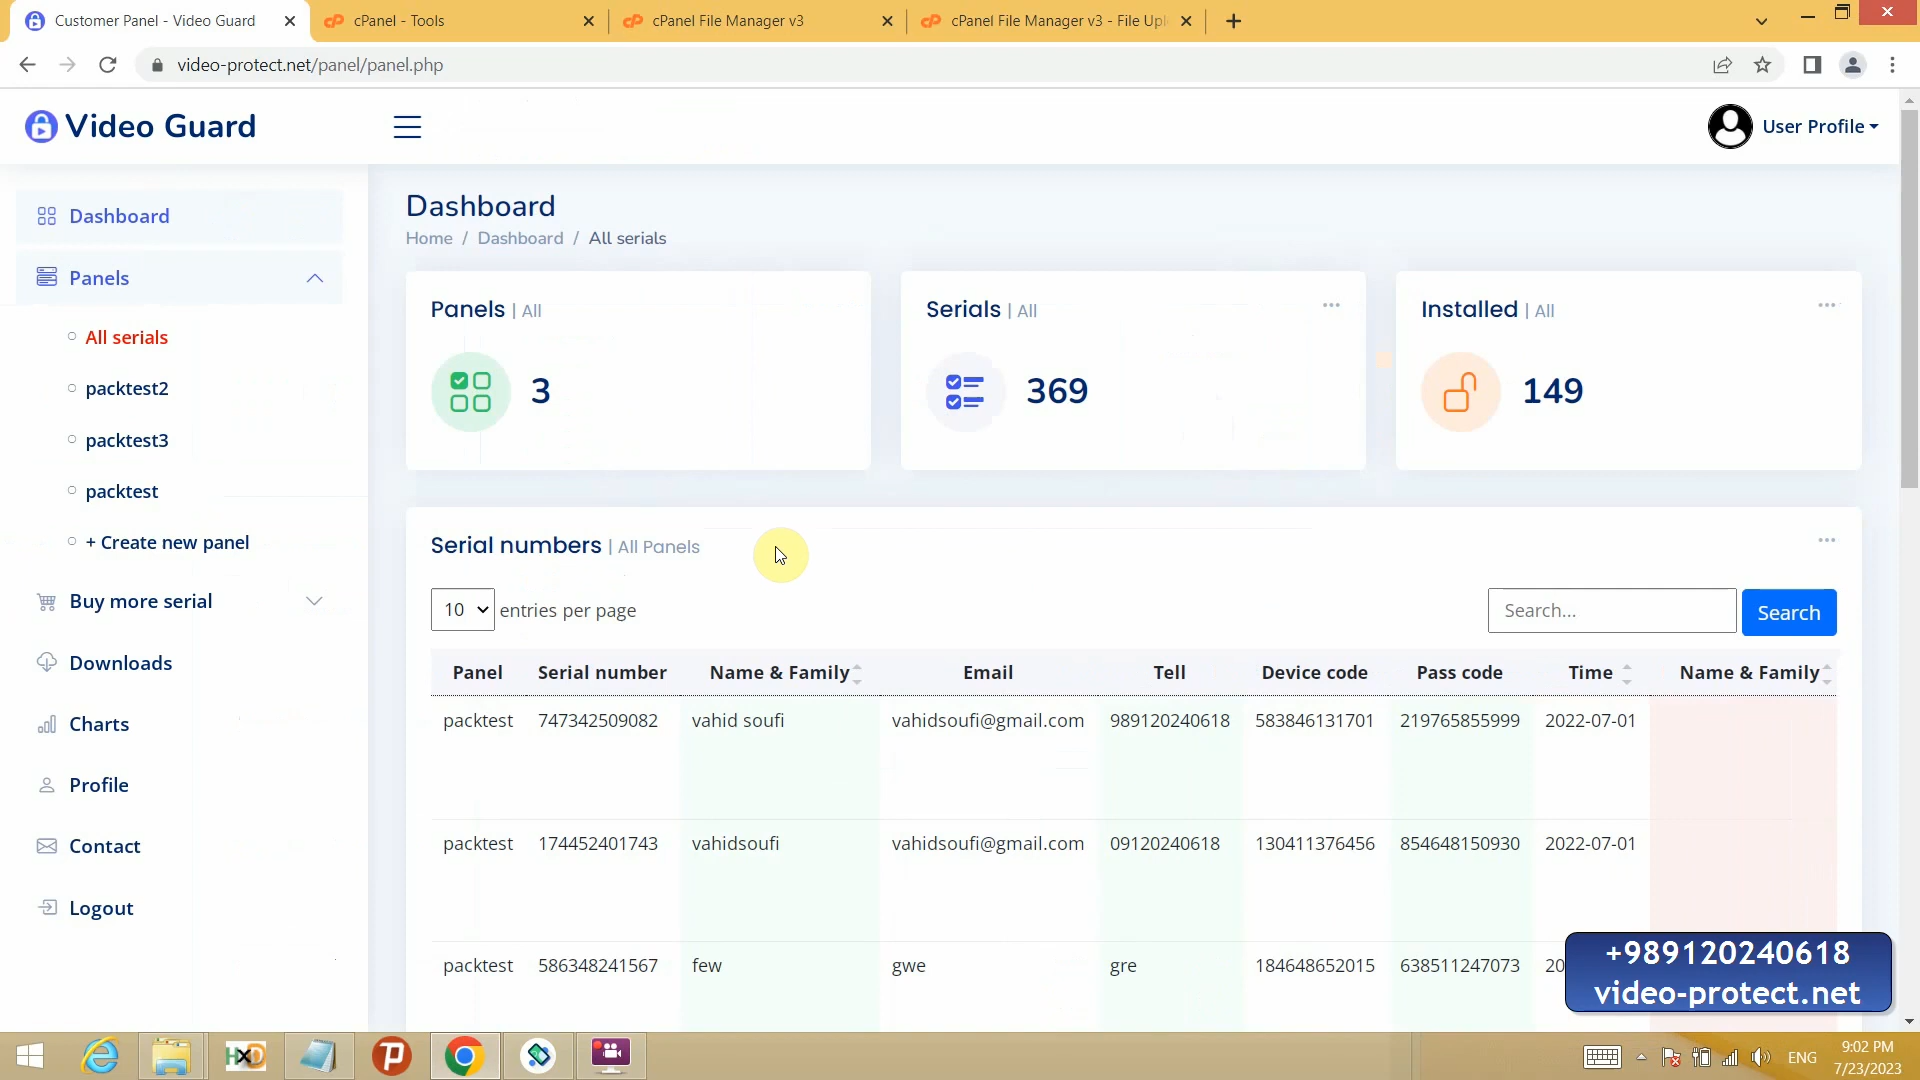 Customer Panel - Video Guard
cPanel - Tools
cPanel File Manager v3
cPanel File Manager v3 - File Upl
video-protect.net/panel/panel.php
Video Guard
User Profile
Dashboard
Panels
All serials
packtest2
packtest3
packtest
+ Create new panel
Buy more serial
Downloads
Charts
Profile
Contact
Logout
Dashboard
Home / Dashboard / All serials
Panels | All
3
Serials | All
369
Installed | All
149
Serial numbers | All Panels
10 entries per page
Search...
Search
Panel Serial number Name & Family Email Tell Device code Pass code Time Name & Family
packtest 747342509082 vahid soufi vahidsoufi@gmail.com 989120240618 583846131701 219765855999 2022-07-01
packtest 174452401743 vahidsoufi vahidsoufi@gmail.com 09120240618 130411376456 854648150930 2022-07-01
packtest 586348241567 few gwe gre 184648652015 638511247073 20
+989120240618
video-protect.net
HXD
ENG
9:02 PM
7/23/2023